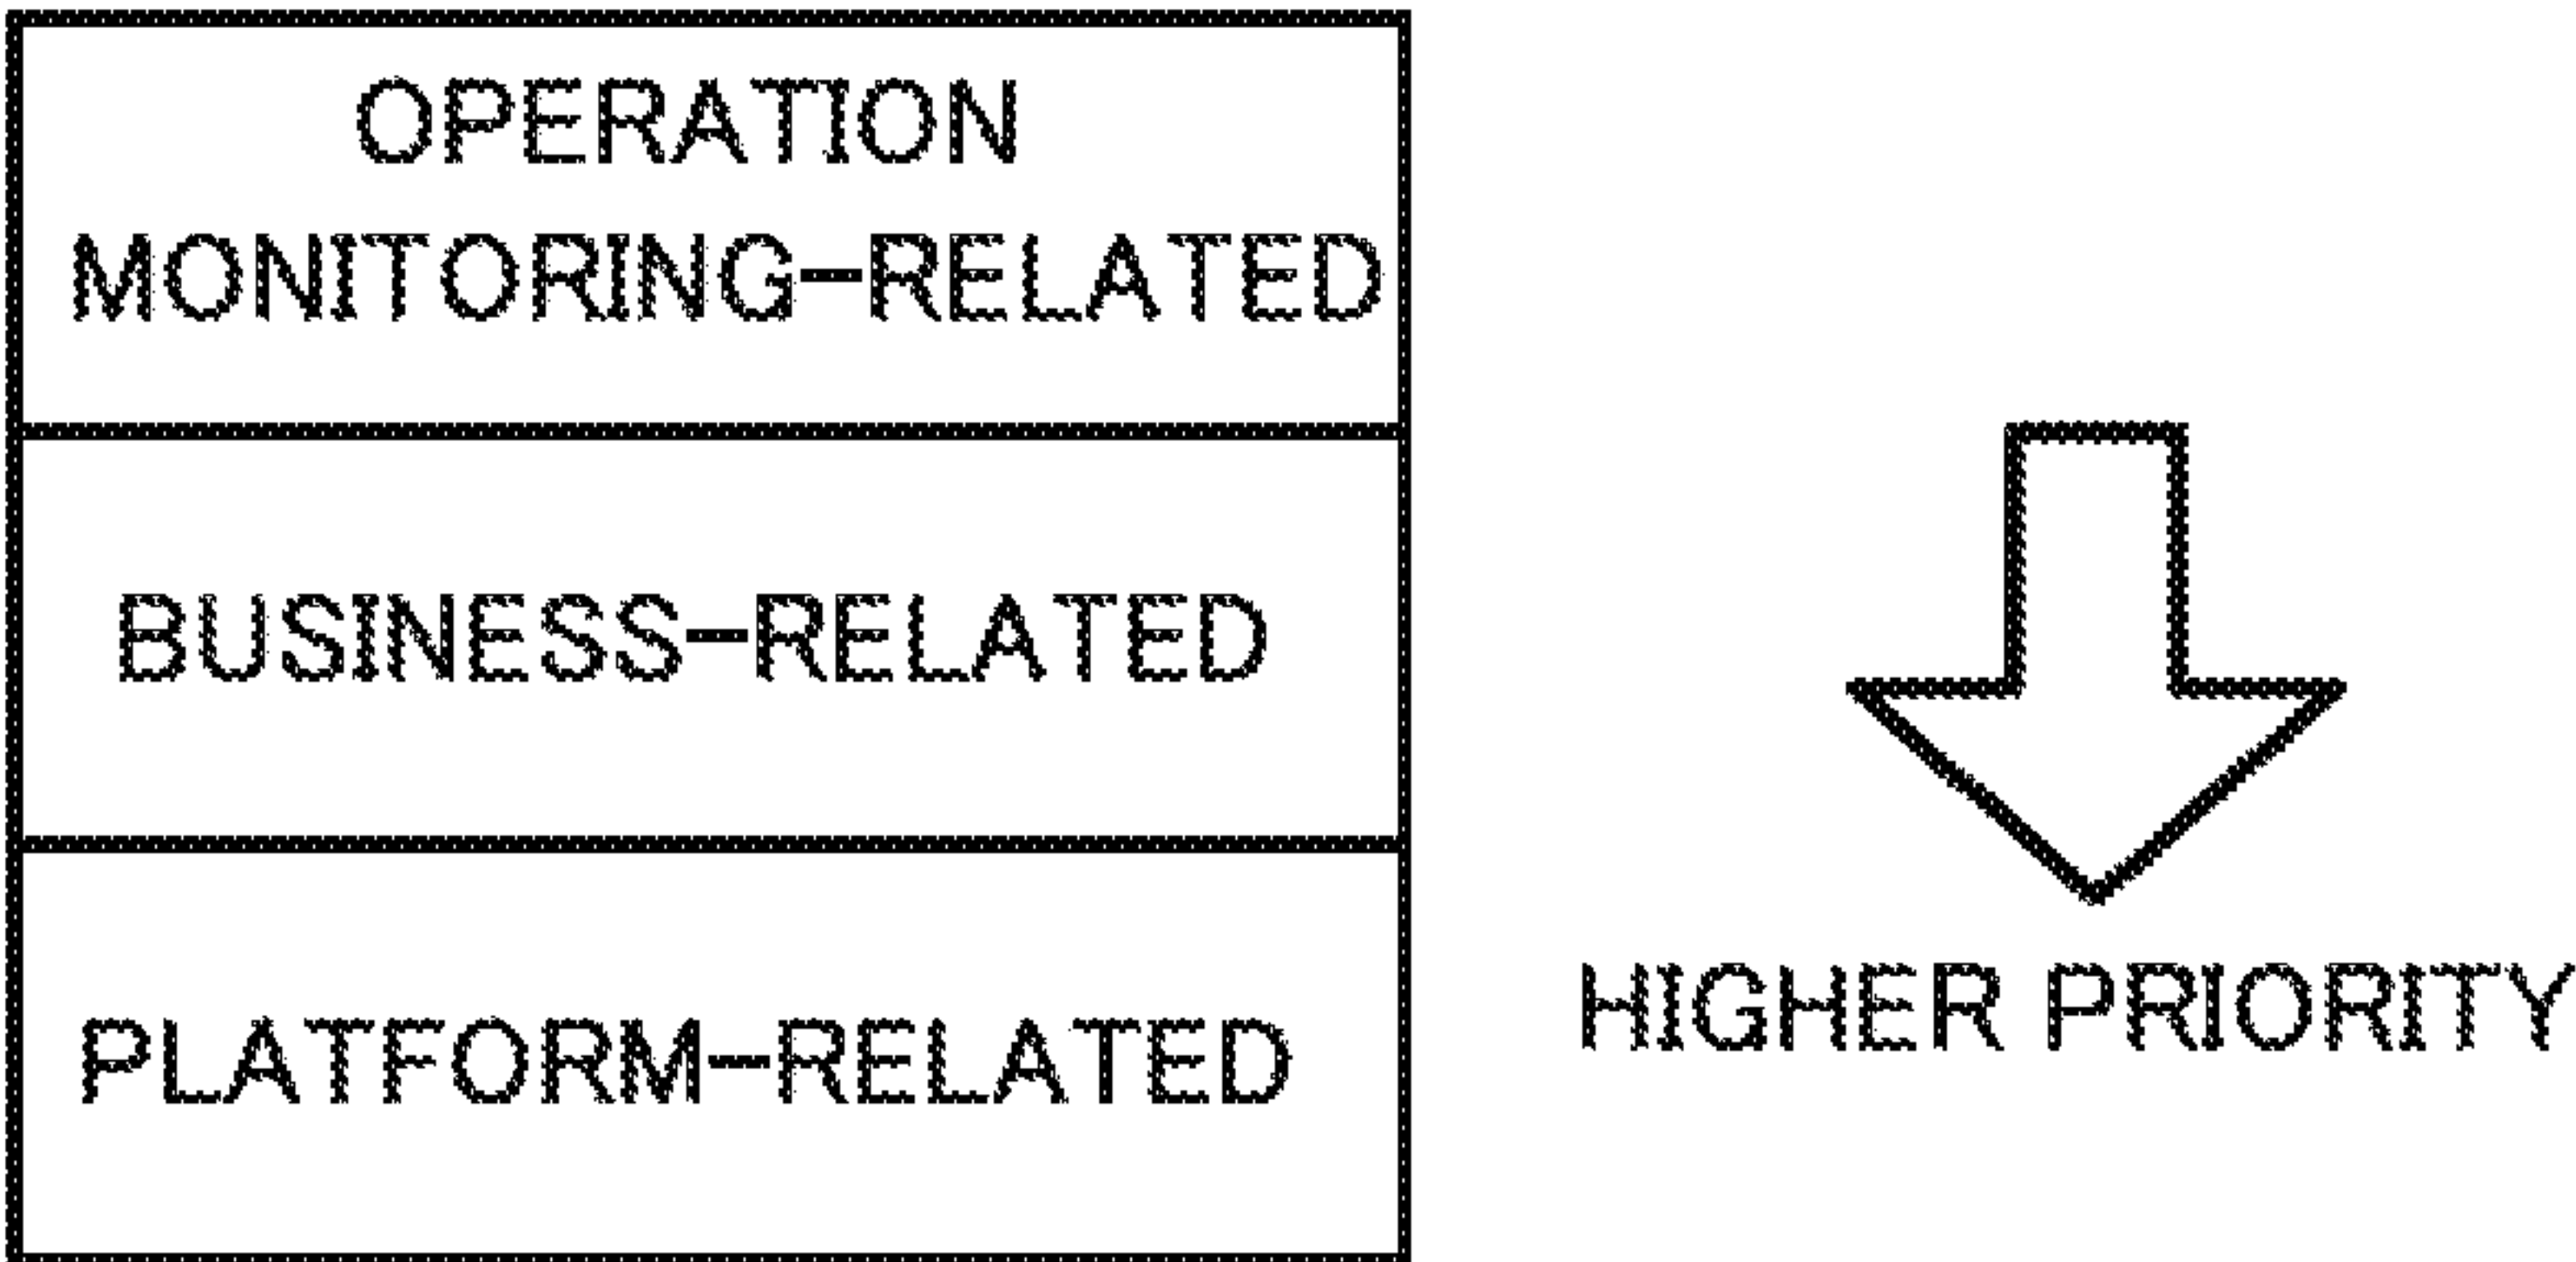 OPERATION
MONITORING-RELATED
BUSINESS-RELATED
PLATFORM-RELATED
HIGHER PRIORITY